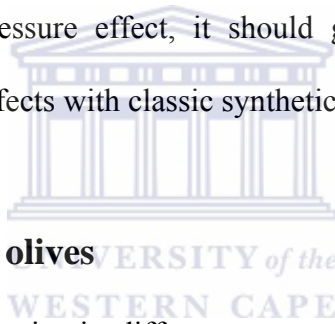 essure effect, it should g
fects with classic synthetic
olives
UNIVERSITY of the
WESTERN CAPE